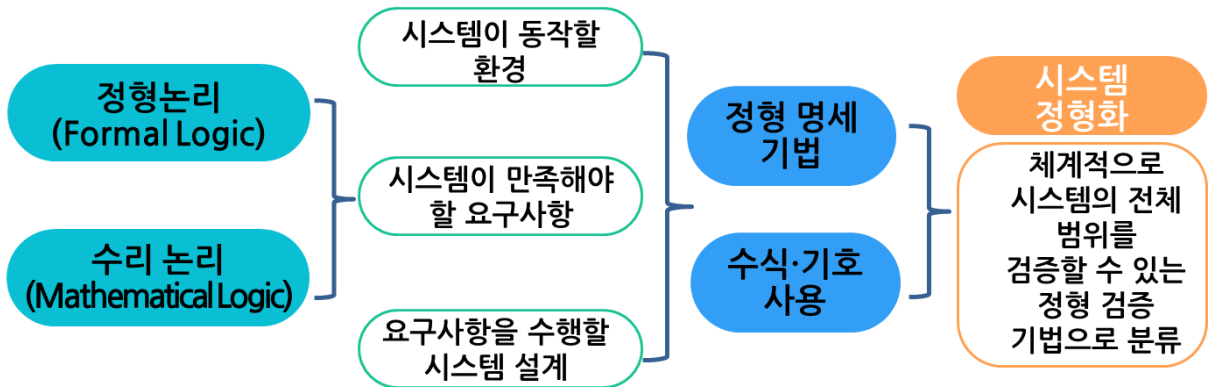 정형논리
(Formal Logic)
수리 논리
(Mathematical Logic)
시스템이 동작할
환경
시스템이 만족해야
할 요구사항
요구사항을 수행할
시스템 설계
정형 명세
기법
수식·기호
사용
시스템
정형화
체계적으로
시스템의 전체
범위를
검증할 수 있는
정형 검증
기법으로 분류